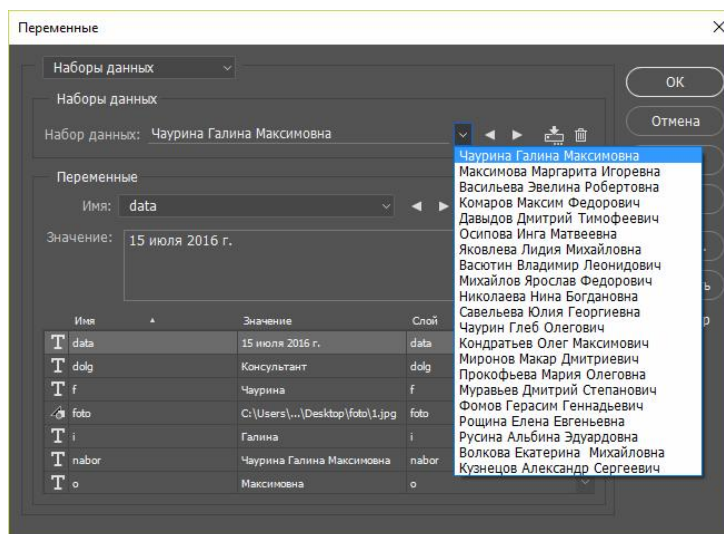 Переменные
Наборы данных
Наборы данных
Набор данных: Чаурина Галина Максимовна
ОК
Отмена
Чаурина Галина Максимовна
Максимова Маргарита Игоревна
Васильева Эвелина Робертовна
Комаров Максим Федорович
Давыдов Дмитрий Тимофеевич
Осипова Инга Матвеевна
Яковлева Лидия Михайловна
Васютин Владимир Леонидович
Михайлов Ярослав Федорович
Николаева Нина Богдановна
Савельева Юлия Георгиевна
Чаурин Глеб Олегович
Кондратьев Олег Максимович
Миронов Макар Дмитриевич
Прокофьева Мария Олеговна
Муравьев Дмитрий Степанович
Фомов Герасим Геннадьевич
Рощина Елена Евгеньевна
Русина Альбина Эдуардовна
Волкова Екатерина Михайловна
Кузнецов Александр Сергеевич
Переменные
Имя: data
Значение: 15 июля 2016 г.
Имя Значение Слой
T data 15 июля 2016 г. data
T dolg Консультант dolg
T f Чаурина f
foto C:\Users\...\Desktop\foto\1.jpg foto
T i Галина i
T nabor Чаурина Галина Максимовна nabor
T o Максимовна o